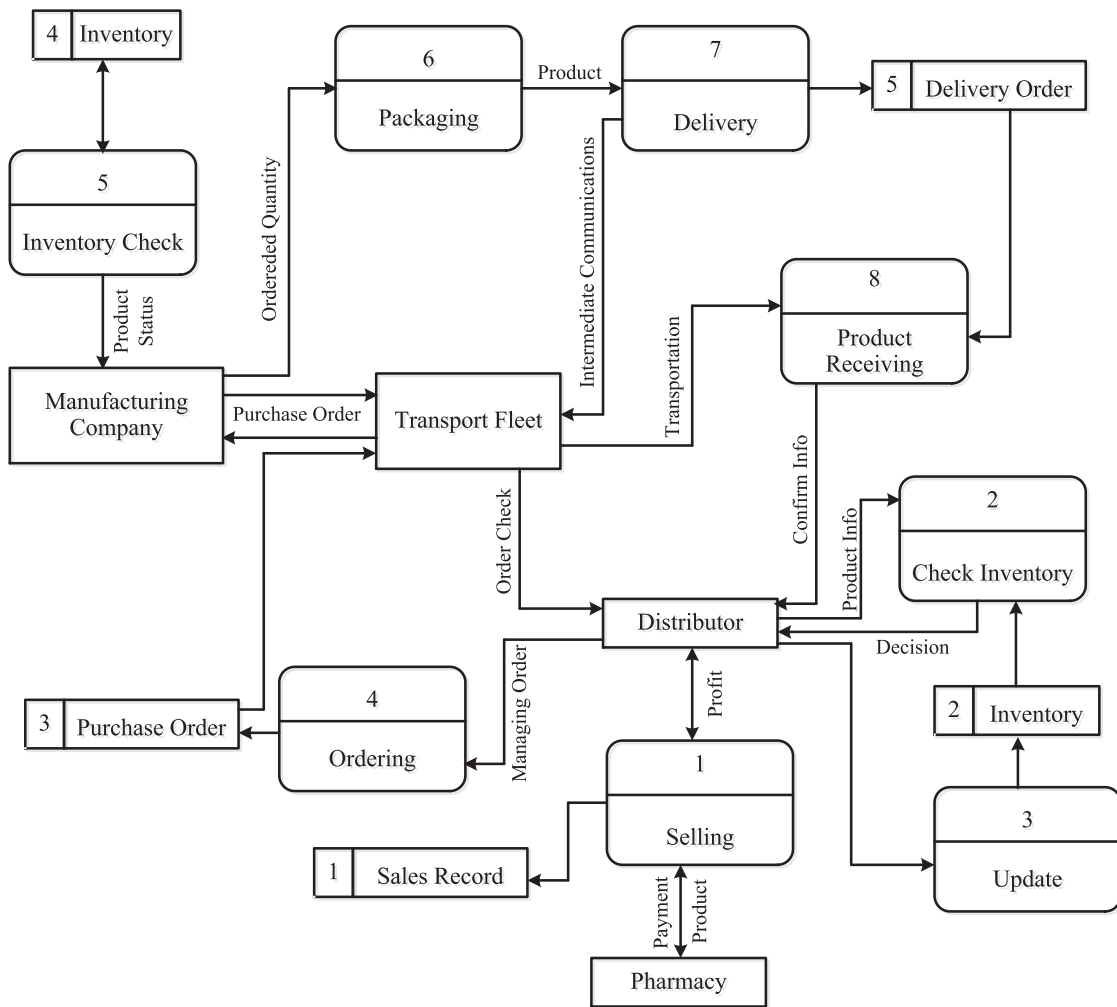 4 Inventory
6
Packaging
Product
7
Delivery
5 Delivery Order
5
Inventory Check
Product
Status
Ordereded Quantity
Intermediate Communications
Transportation
8
Product
Receiving
Manufacturing
Company
Purchase Order
Transport Fleet
Order Check
Confirm Info
Product Info
2
Check Inventory
Distributor
Decision
Managing Order
Profit
3 Purchase Order
4
Ordering
2 Inventory
1
Selling
3
Update
1 Sales Record
Payment
Product
Pharmacy